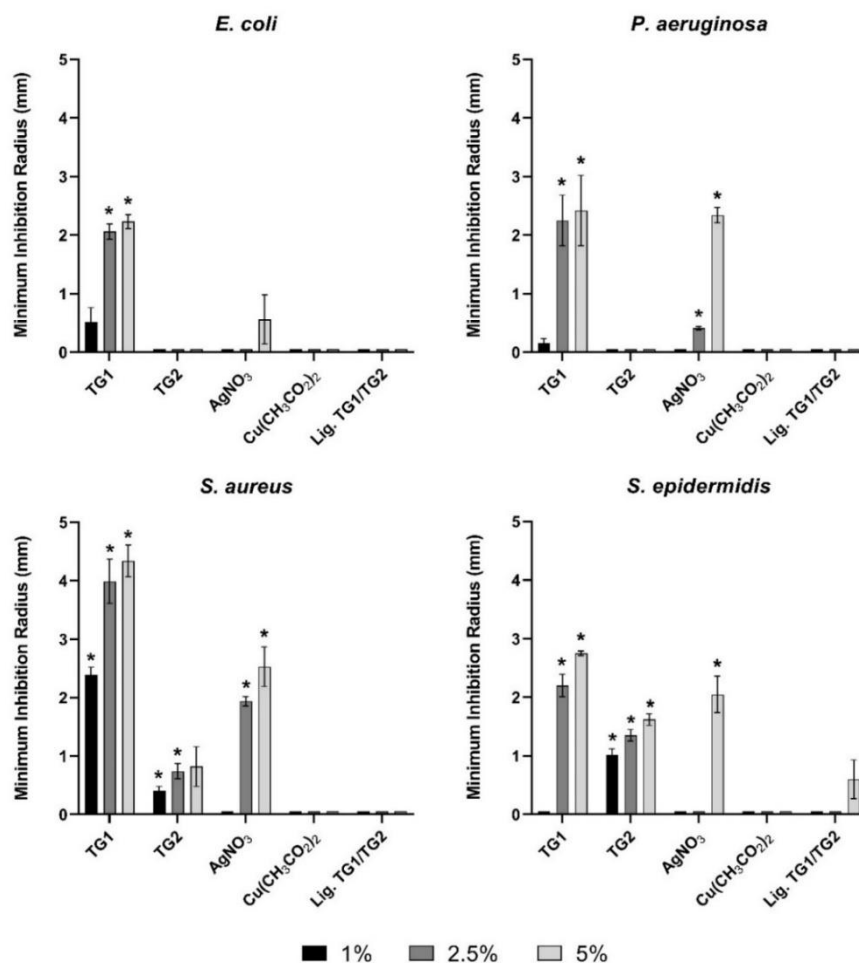 E. coli
Minimum Inhibition Radius (mm)
5
4
3
2
1
0
* *
TG1
TG2
AgNO₃
Cu(CH₃CO₂)₂
Lig. TG1/TG2
P. aeruginosa
Minimum Inhibition Radius (mm)
5
4
3
2
1
0
* * * *
TG1
TG2
AgNO₃
Cu(CH₃CO₂)₂
Lig. TG1/TG2
S. aureus
Minimum Inhibition Radius (mm)
5
4
3
2
1
0
* * * * * * *
TG1
TG2
AgNO₃
Cu(CH₃CO₂)₂
Lig. TG1/TG2
S. epidermidis
Minimum Inhibition Radius (mm)
5
4
3
2
1
0
* * * * * *
TG1
TG2
AgNO₃
Cu(CH₃CO₂)₂
Lig. TG1/TG2
1% 2.5% 5%